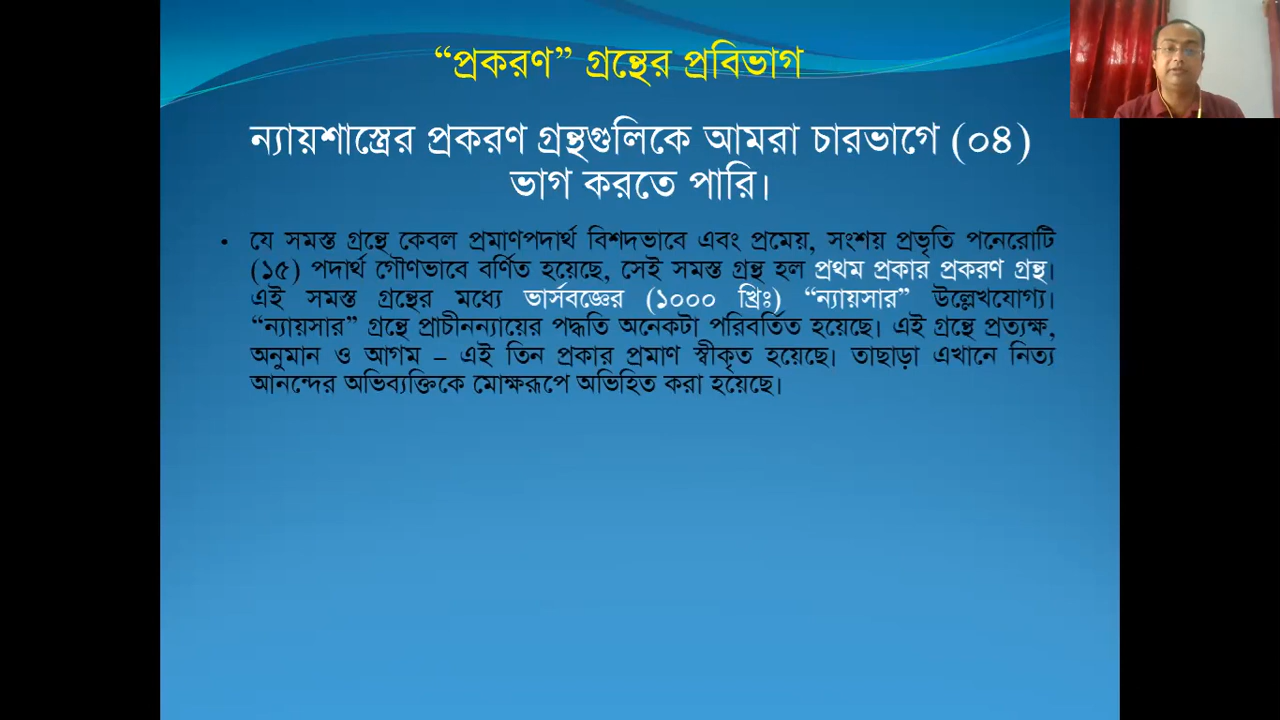 “প্রকরণ” গ্রন্থের প্রবিভাগ
ন্যায়শাস্ত্রের প্রকরণ গ্রন্থগুলিকে আমরা চারভাগে (০৪)
ভাগ করতে পারি।
• যে সমস্ত গ্রন্থে কেবল প্রমাণপদার্থ বিশদভাবে এবং প্রমেয়, সংশয় প্রভৃতি পনেরোটি
(১৫) পদার্থ গৌণভাবে বর্ণিত হয়েছে, সেই সমস্ত গ্রন্থ হল প্রথম প্রকার প্রকরণ গ্রন্থ।
এই সমস্ত গ্রন্থের মধ্যে ভার্সবজ্ঞের (১০০০ খ্রিঃ) “ন্যায়সার” উল্লেখযোগ্য।
“ন্যায়সার” গ্রন্থে প্রাচীনন্যায়ের পদ্ধতি অনেকটা পরিবর্তিত হয়েছে। এই গ্রন্থে প্রত্যক্ষ,
অনুমান ও আগম – এই তিন প্রকার প্রমাণ স্বীকৃত হয়েছে। তাছাড়া এখানে নিত্য
আনন্দের অভিব্যক্তিকে মোক্ষরূপে অভিহিত করা হয়েছে।